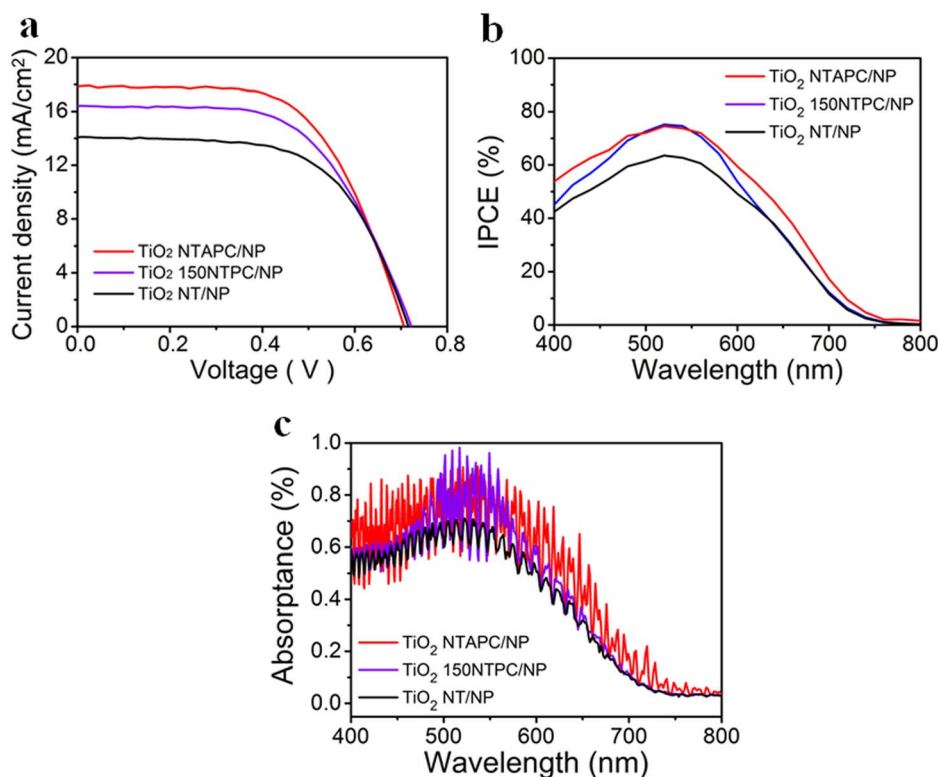 a
Current density (mA/cm²)
20
16
12
8
4
0
TiO₂ NTAPC/NP
TiO₂ 150NTPC/NP
TiO₂ NT/NP
0.0 0.2 0.4 0.6 0.8
Voltage ( V )
b
IPCE (%)
100
80
60
40
20
0
TiO₂ NTAPC/NP
TiO₂ 150NTPC/NP
TiO₂ NT/NP
400 500 600 700 800
Wavelength (nm)
c
Absorptance (%)
1.0
0.8
0.6
0.4
0.2
0.0
TiO₂ NTAPC/NP
TiO₂ 150NTPC/NP
TiO₂ NT/NP
400 500 600 700 800
Wavelength (nm)